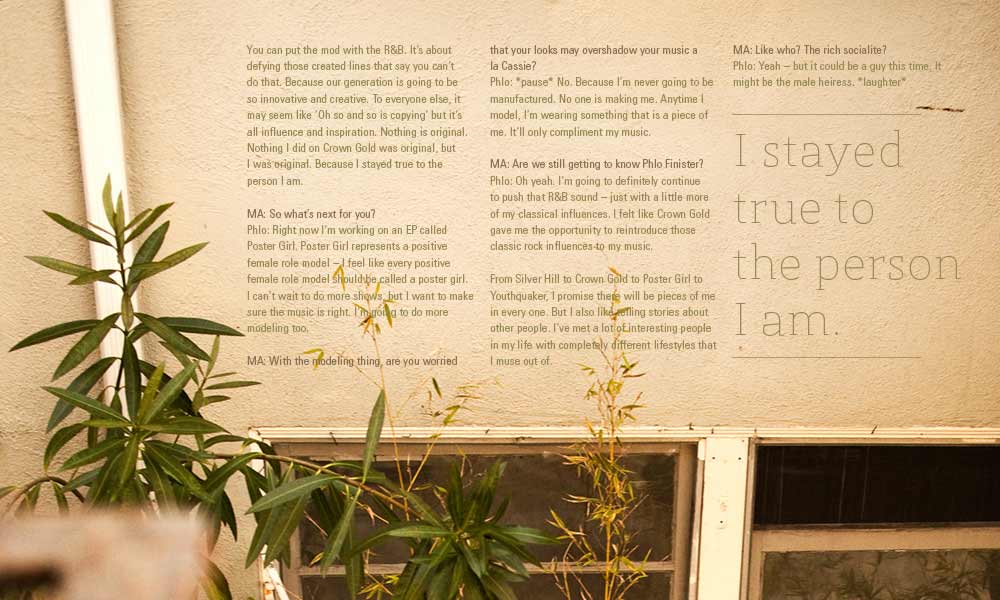 You can put the mod with the R&B. It's about
defying those created lines that say you can't
do that. Because our generation is going to be
so innovative and creative. To everyone else, it
may seem like 'Oh so and so is copying' but it's
all influence and inspiration. Nothing is original.
Nothing I did on Crown Gold was original, but
I was original. Because I stayed true to the
person I am.
MA: So what's next for you?
Phlo: Right now I'm working on an EP called
Poster Girl. Poster Girl represents a positive
female role model – I feel like every positive
female role model should be called a poster girl.
I can't wait to do more shows, but I want to make
sure the music is right. I'm going to do more
modeling too.
MA: With the modeling thing, are you worried
that your looks may overshadow your music a
la Cassie?
Phlo: *pause* No. Because I'm never going to be
manufactured. No one is making me. Anytime I
model, I'm wearing something that is a piece of
me. It'll only compliment my music.
MA: Are we still getting to know Phlo Finister?
Phlo: Oh yeah. I'm going to definitely continue
to push that R&B sound – just with a little more
of my classical influences. I felt like Crown Gold
gave me the opportunity to reintroduce those
classic rock influences to my music.
From Silver Hill to Crown Gold to Poster Girl to
Youthquaker, I promise there will be pieces of me
in every one. But I also like telling stories about
other people. I've met a lot of interesting people
in my life with completely different lifestyles that
I muse out of.
MA: Like who? The rich socialite?
Phlo: Yeah – but it could be a guy this time. It
might be the male heiress. *laughter*
I stayed
true to
the person
I am.